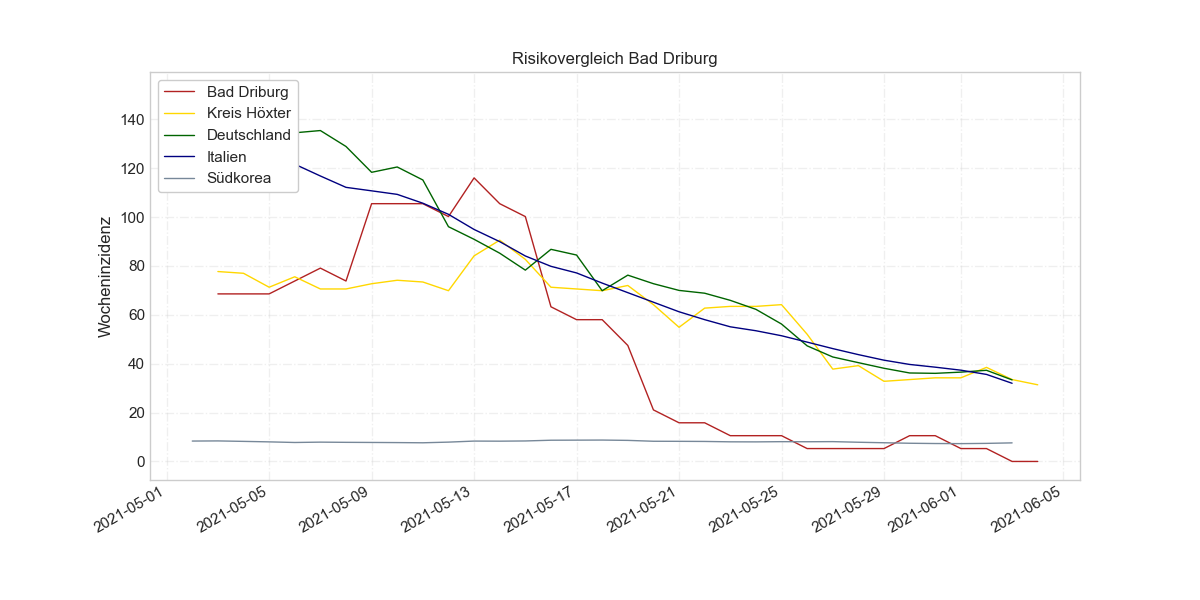 Risikovergleich Bad Driburg
Bad Driburg
Kreis Höxter
Deutschland
Italien
Südkorea
Wocheninzidenz
140
120
100
80
60
40
20
0
2021-05-01
2021-05-05
2021-05-09
2021-05-13
2021-05-17
2021-05-21
2021-05-25
2021-05-29
2021-06-01
2021-06-05